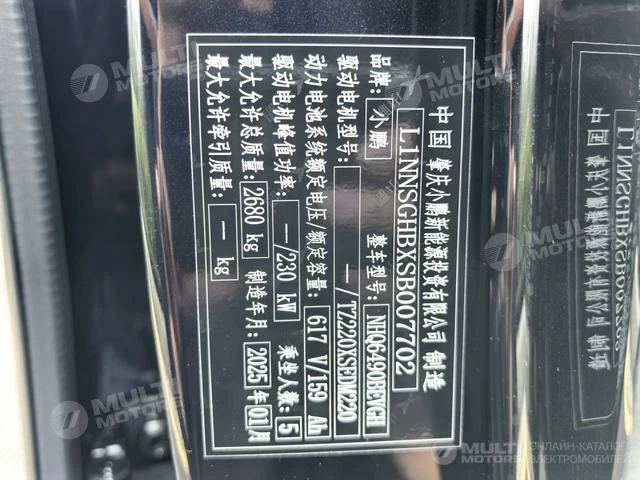 中国 肇庆小鹏新能源投资有限公司 制造
L1NNSGHBXSB007702
品牌: 小鹏 整车型号: NHQ6490BEVGH
驱动电机型号: —/TZ220XSEDM220
动力电池系统额定电压/额定容量: 617 V/159 Ah
驱动电机峰值功率: —/230 kW 乘坐人数: 5
最大允许总质量: 2680 kg 制造年月: 2025年01月
最大允许牵引质量: — kg
MULTI MOTORS
MULTI MOTORS
MULTI MOTORS
MULTI MOTORS
MULTI MOTORS
ОНЛАЙН-КАТАЛОГ
ЭЛЕКТРОМОБИЛЕЙ